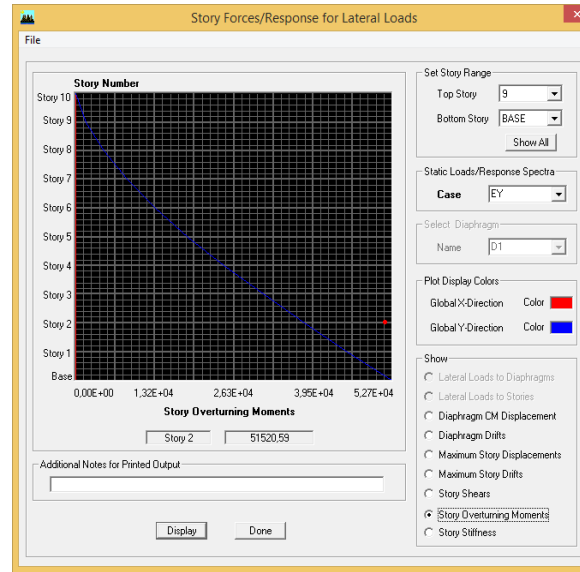 Story Forces/Response for Lateral Loads
x
File
Story Number
Story 10
Story 9
Story 8
Story 7
Story 6
Story 5
Story 4
Story 3
Story 2
Story 1
Base
0,00E+00 1,32E+04 2,63E+04 3,95E+04 5,27E+04
Story Overturning Moments
Story 2 51520,59
Additional Notes for Printed Output
Display Done
Set Story Range
Top Story 9
Bottom Story BASE
Show All
Static Loads/Response Spectra
Case EY
Select Diaphragm
Name D1
Plot Display Colors
Global X-Direction Color
Global Y-Direction Color
Show
Lateral Loads to Diaphragms
Lateral Loads to Stories
Diaphragm CM Displacement
Diaphragm Drifts
Maximum Story Displacements
Maximum Story Drifts
Story Shears
Story Overturning Moments
Story Stiffness